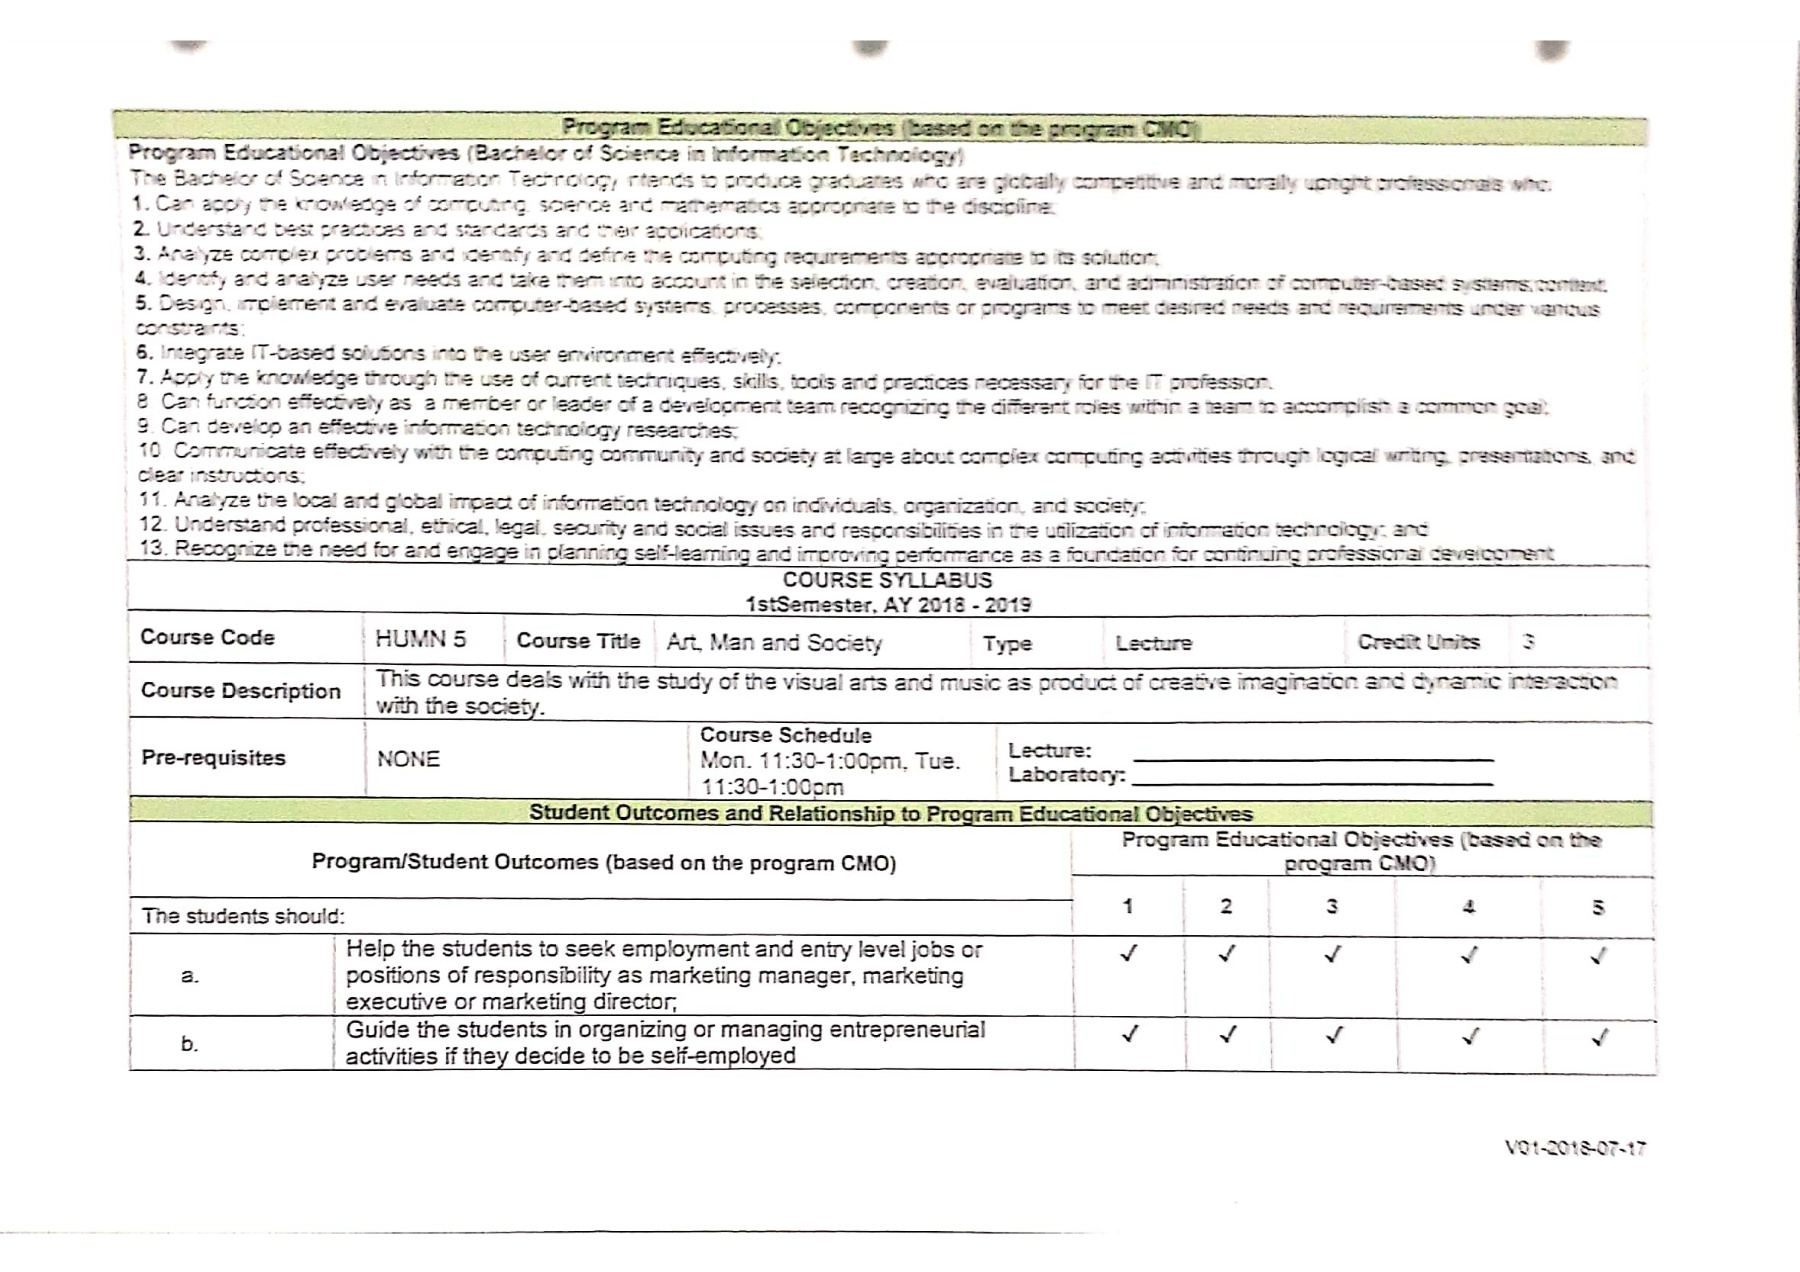 Program Educational Objectives (based on the program CMO)
Program Educational Objectives (Bachelor of Science in Information Technology)
The Bachelor of Science in Information Technology intends to produce graduates who are globally competitive and morally upright professionals who:
1. Can apply the knowledge of computing, science and mathematics appropriate to the discipline;
2. Understand best practices and standards and their applications;
3. Analyze complex problems and identify and define the computing requirements appropriate to its solution;
4. Identify and analyze user needs and take them into account in the selection, creation, evaluation, and administration of computer-based systems;context,
5. Design, implement and evaluate computer-based systems, processes, components or programs to meet desired needs and requirements under various
constraints;
6. Integrate IT-based solutions into the user environment effectively;
7. Apply the knowledge through the use of current techniques, skills, tools and practices necessary for the IT profession.
8 Can function effectively as a member or leader of a development team recognizing the different roles within a team to accomplish a common goal;
9. Can develop an effective information technology researches;
10 Communicate effectively with the computing community and society at large about complex computing activities through logical writing, presentations, and
clear instructions;
11. Analyze the local and global impact of information technology on individuals, organization, and society;
12. Understand professional, ethical, legal, security and social issues and responsibilities in the utilization of information technology; and
13. Recognize the need for and engage in planning self-learning and improving performance as a foundation for continuing professional development
COURSE SYLLABUS
1stSemester, AY 2018 - 2019
Course Code HUMN 5 Course Title Art, Man and Society Type Lecture Credit Units 3
Course Description This course deals with the study of the visual arts and music as product of creative imagination and dynamic interaction
with the society.
Pre-requisites NONE
Course Schedule
Mon. 11:30-1:00pm, Tue.
11:30-1:00pm
Lecture:
Laboratory:
Student Outcomes and Relationship to Program Educational Objectives
Program/Student Outcomes (based on the program CMO)
Program Educational Objectives (based on the
program CMO)
The students should:
1 2 3 4 5
a. Help the students to seek employment and entry level jobs or ✓ ✓ ✓ ✓ ✓
positions of responsibility as marketing manager, marketing
executive or marketing director;
b. Guide the students in organizing or managing entrepreneurial ✓ ✓ ✓ ✓ ✓
activities if they decide to be self-employed
V01-2018-07-17